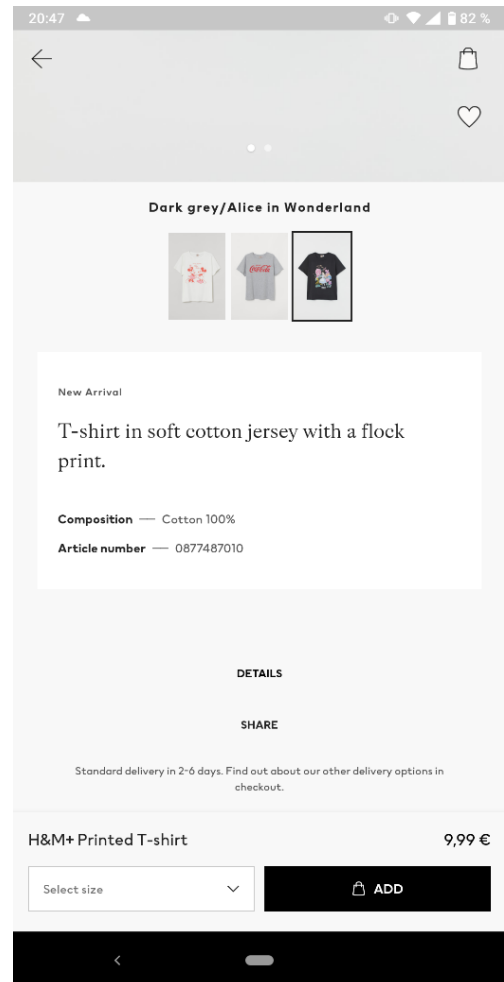 20:47
82 %
Dark grey/Alice in Wonderland
Coca-Cola
New Arrival
T-shirt in soft cotton jersey with a flock
print.
Composition — Cotton 100%
Article number — 0877487010
DETAILS
SHARE
Standard delivery in 2-6 days. Find out about our other delivery options in
checkout.
H&M+ Printed T-shirt
9,99 €
Select size
ADD